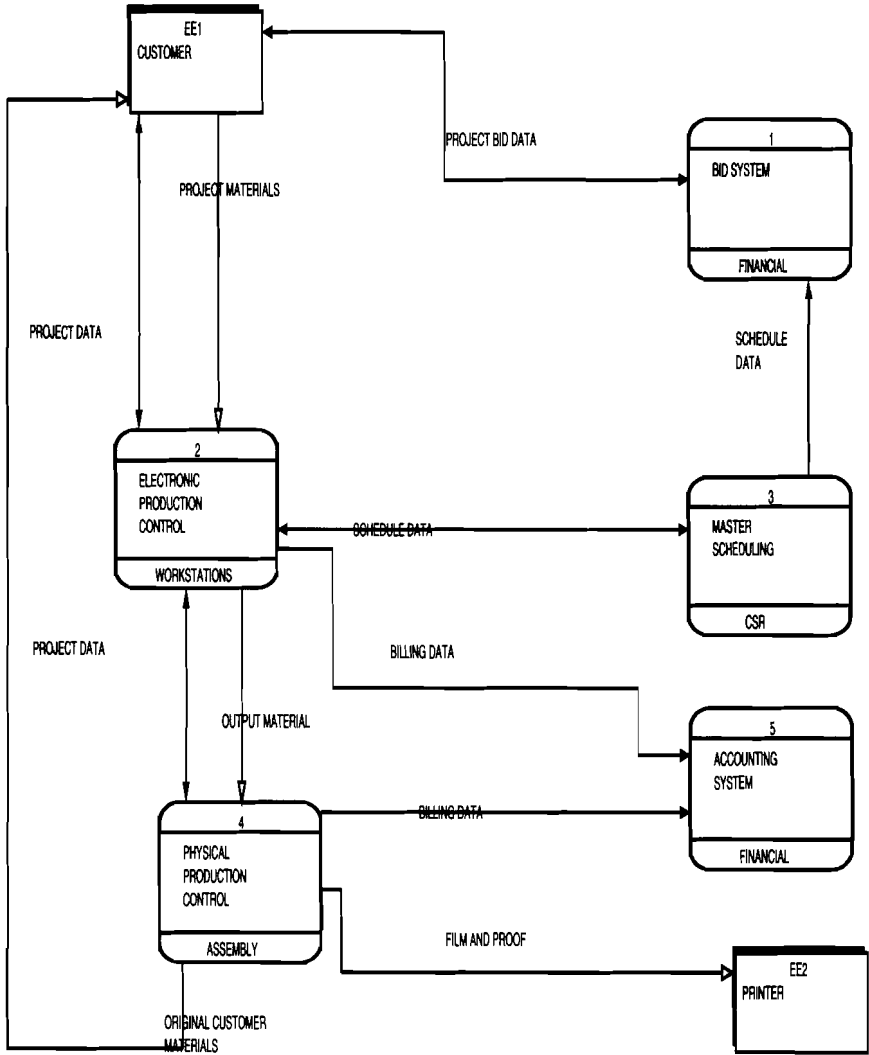 EE1
CUSTOMER
PROJECT BID DATA
1
BID SYSTEM
FINANCIAL
PROJECT MATERIALS
PROJECT DATA
SCHEDULE
DATA
2
ELECTRONIC
PRODUCTION
CONTROL
WORKSTATIONS
SCHEDULE DATA
3
MASTER
SCHEDULING
CSR
PROJECT DATA
BILLING DATA
OUTPUT MATERIAL
5
ACCOUNTING
SYSTEM
FINANCIAL
BILLING DATA
4
PHYSICAL
PRODUCTION
CONTROL
ASSEMBLY
FILM AND PROOF
EE2
PRINTER
ORIGINAL CUSTOMER
MATERIALS